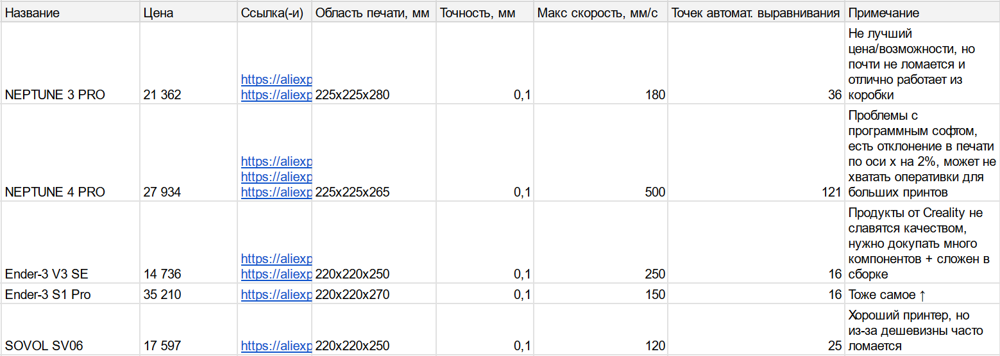 Название Цена Ссылка(-и) Область печати, мм Точность, мм Макс скорость, мм/с Точек автомат. выравнивания Примечание
Не лучший
цена/возможности, но
почти не ломается и
https://aliexp отлично работает из
NEPTUNE 3 PRO 21 362 https://aliexp 225x225x280 0,1 180 36 коробки
Проблемы с
программным софтом,
есть отклонение в печати
https://aliexp по оси x на 2%, может не
https://aliexp хватать оперативки для
NEPTUNE 4 PRO 27 934 https://aliexp 225x225x265 0,1 500 121 больших принтов
Продукты от Creality не
славятся качеством,
нужно докупать много
https://aliexp компонентов + сложен в
Ender-3 V3 SE 14 736 https://aliexp 220x220x250 0,1 250 16 сборке
Ender-3 S1 Pro 35 210 https://aliexp 220x220x270 0,1 150 16 Тоже самое ↑
Хороший принтер, но
из-за дешевизны часто
SOVOL SV06 17 597 https://aliexp 220x220x250 0,1 120 25 ломается